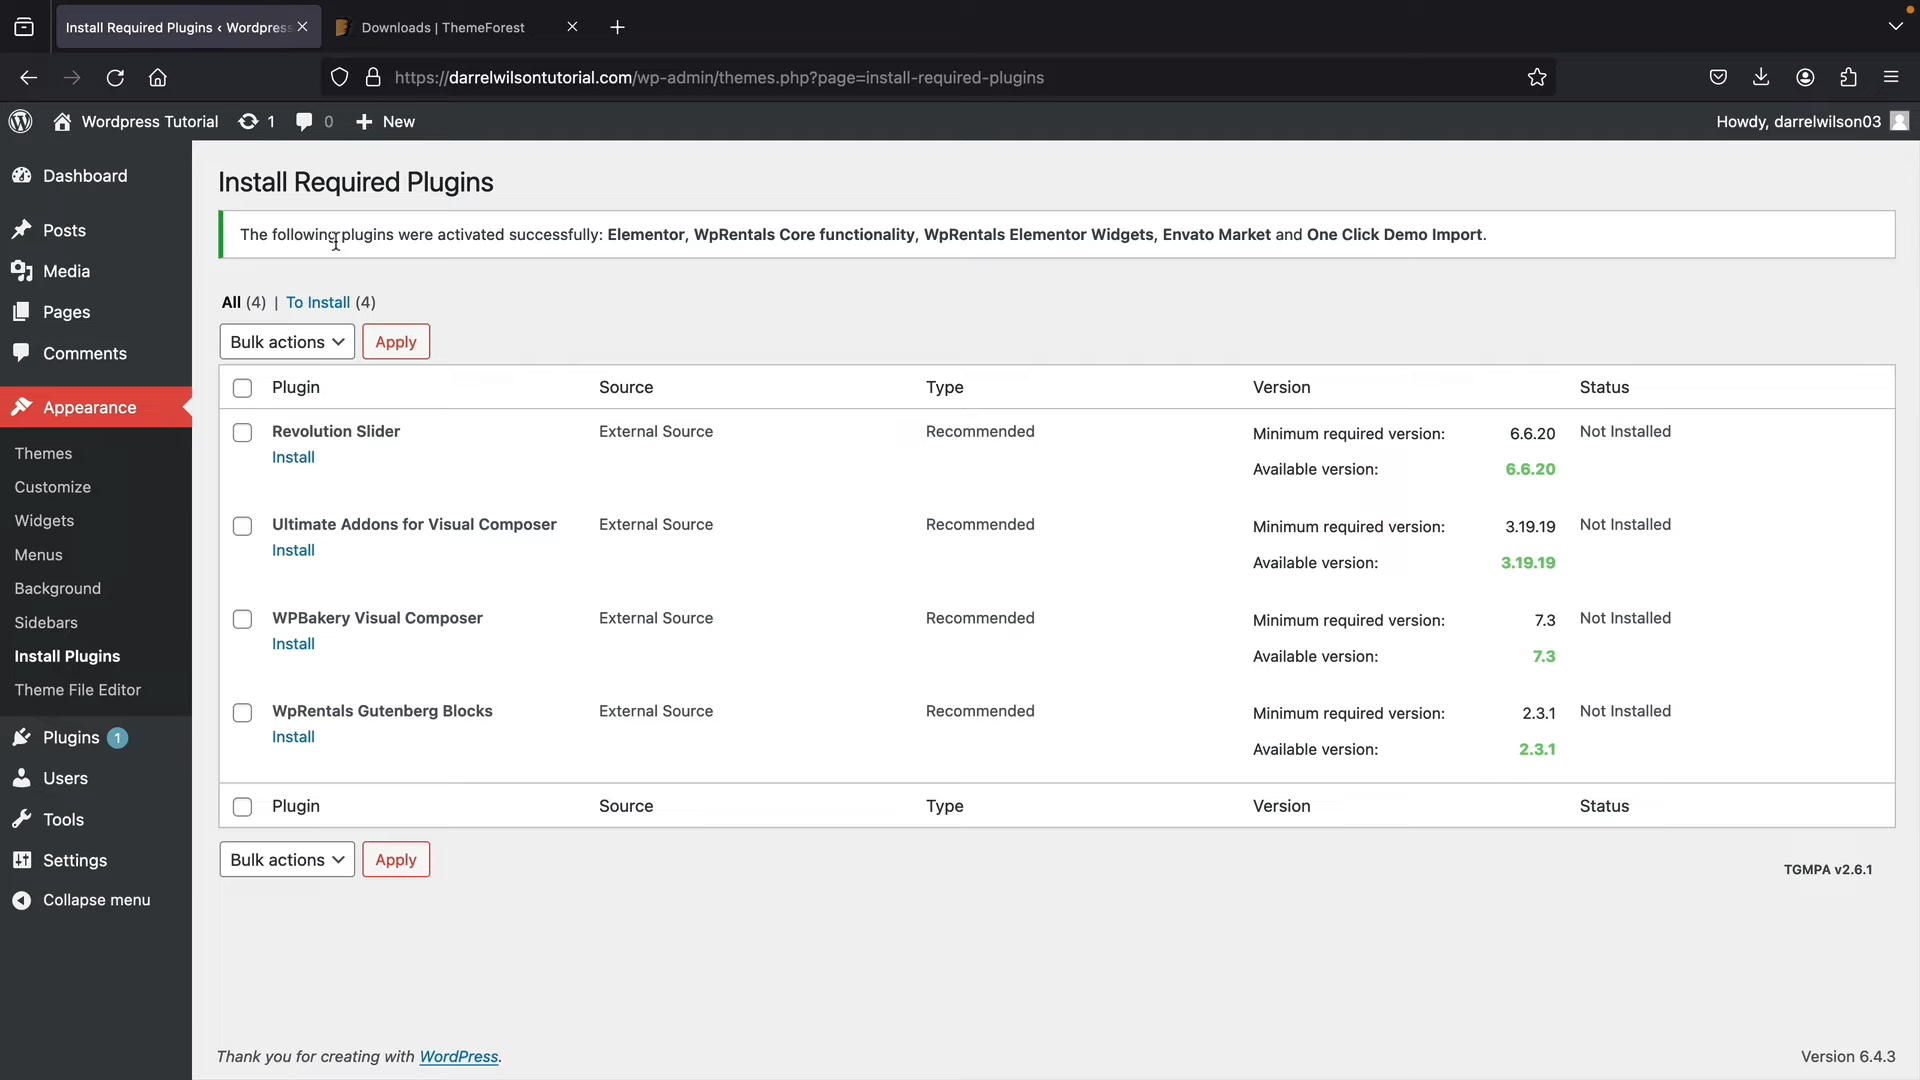 Install Required Plugins ‹ Wordpress
Downloads | ThemeForest
https://darrelwilsontutorial.com/wp-admin/themes.php?page=install-required-plugins
Wordpress Tutorial 1 0 New
Howdy, darrelwilson03
Dashboard
Posts
Media
Pages
Comments
Appearance
Themes
Customize
Widgets
Menus
Background
Sidebars
Install Plugins
Theme File Editor
Plugins 1
Users
Tools
Settings
Collapse menu
Install Required Plugins
The following plugins were activated successfully: Elementor, WpRentals Core functionality, WpRentals Elementor Widgets, Envato Market and One Click Demo Import.
All (4) | To Install (4)
Bulk actions Apply
Plugin Source Type Version Status
Revolution Slider External Source Recommended Minimum required version: 6.6.20 Not Installed
Install Available version: 6.6.20
Ultimate Addons for Visual Composer External Source Recommended Minimum required version: 3.19.19 Not Installed
Install Available version: 3.19.19
WPBakery Visual Composer External Source Recommended Minimum required version: 7.3 Not Installed
Install Available version: 7.3
WpRentals Gutenberg Blocks External Source Recommended Minimum required version: 2.3.1 Not Installed
Install Available version: 2.3.1
Plugin Source Type Version Status
Bulk actions Apply
TGMPA v2.6.1
Thank you for creating with WordPress.
Version 6.4.3